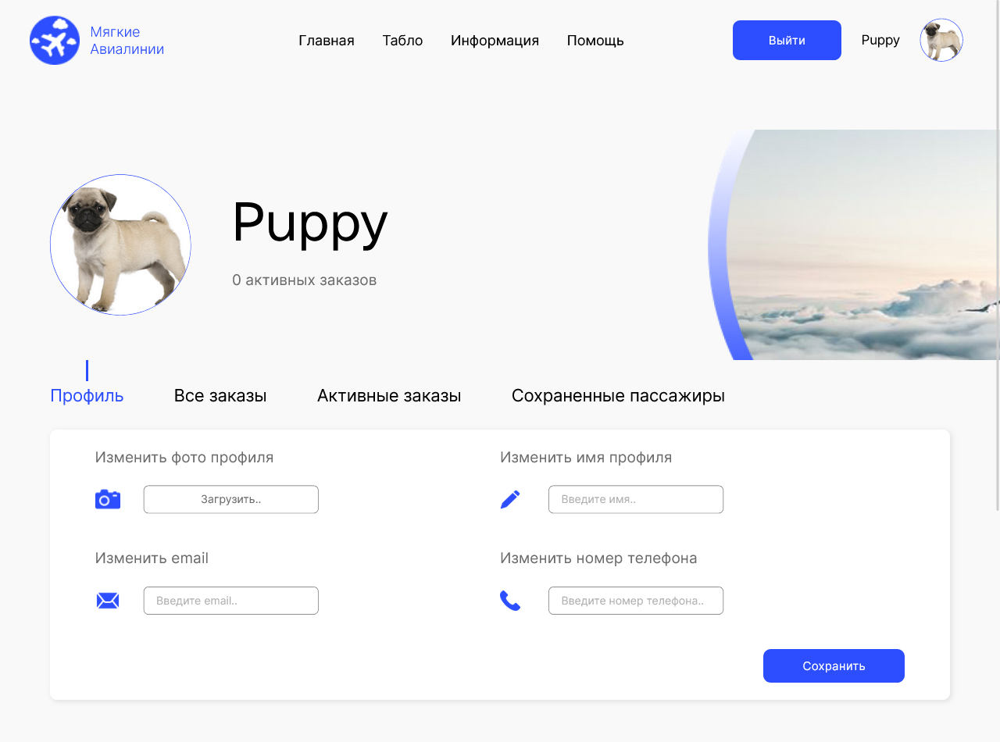 Мягкие
Авиалинии
Главная
Табло
Информация
Помощь
Выйти
Puppy
Puppy
0 активных заказов
Профиль
Все заказы
Активные заказы
Сохраненные пассажиры
Изменить фото профиля
Загрузить..
Изменить имя профиля
Введите имя..
Изменить email
Введите email..
Изменить номер телефона
Введите номер телефона..
Сохранить